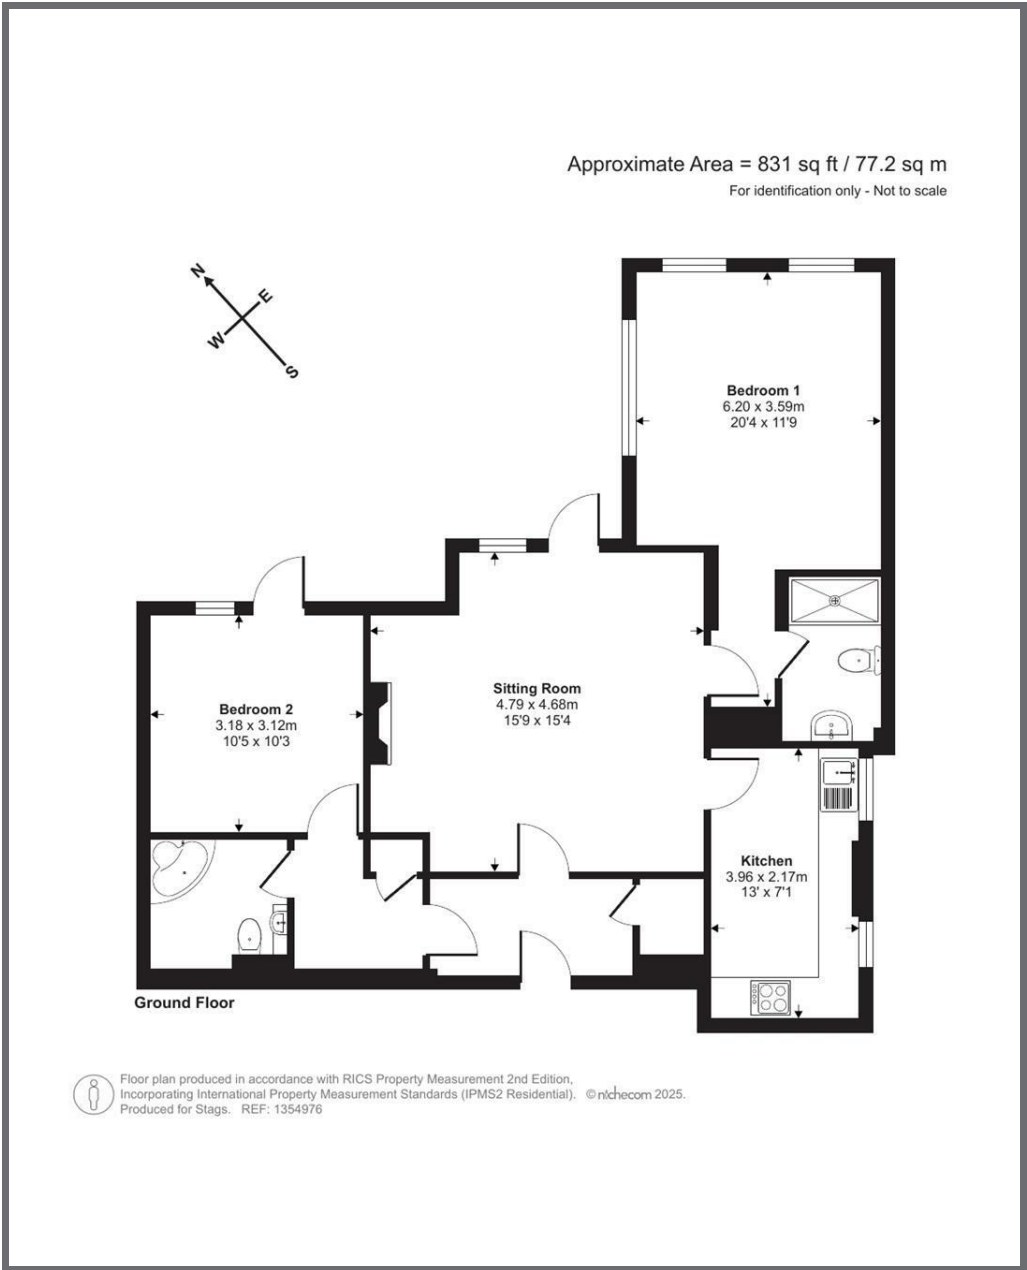 Approximate Area = 831 sq ft / 77.2 sq m
For identification only - Not to scale
N
E
W
S
Bedroom 1
6.20 x 3.59m
20'4 x 11'9
Sitting Room
4.79 x 4.68m
15'9 x 15'4
Bedroom 2
3.18 x 3.12m
10'5 x 10'3
Kitchen
3.96 x 2.17m
13' x 7'1
Ground Floor
Floor plan produced in accordance with RICS Property Measurement 2nd Edition,
Incorporating International Property Measurement Standards (IPMS2 Residential). © nichecom 2025.
Produced for Stags. REF: 1354976